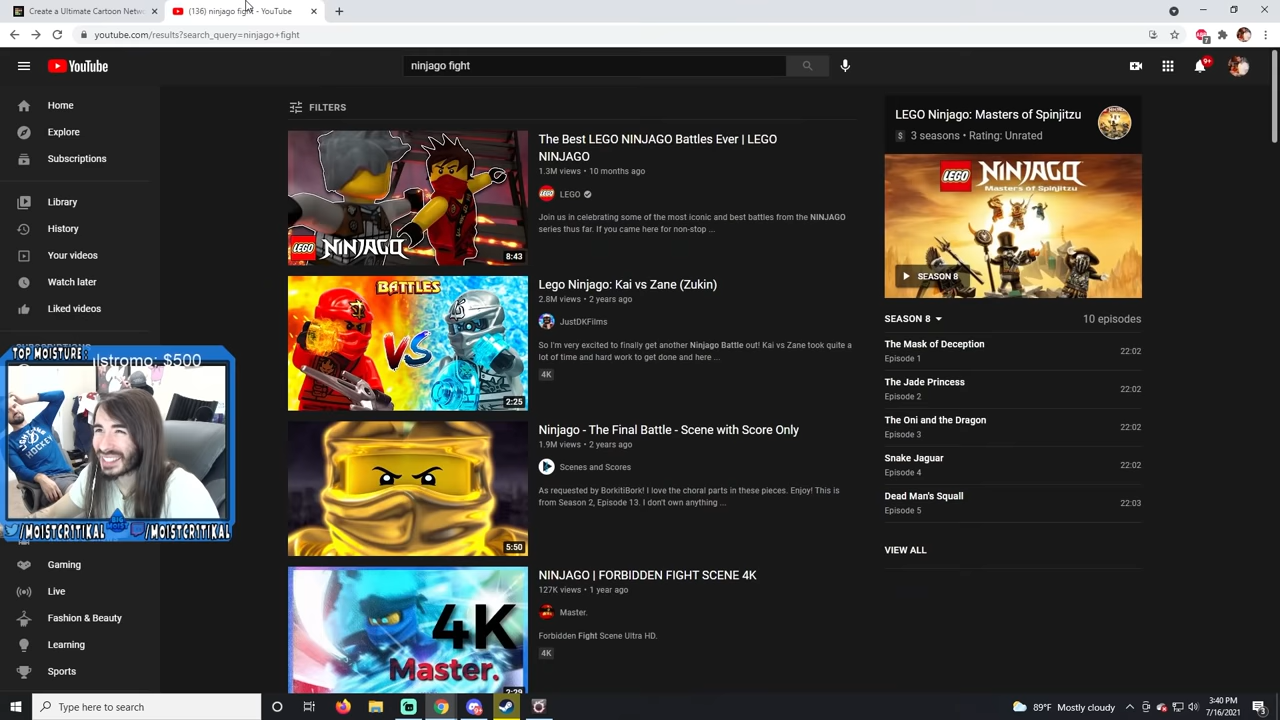 Create a Ultimate Cartoon Netw
(136) ninjago fight - YouTube
youtube.com/results?search_query=ninjago+fight
7
YouTube
ninjago fight
9+
Home
Explore
Subscriptions
Library
History
Your videos
Watch later
Liked videos
Gaming
Live
Fashion & Beauty
Learning
Sports
TOP MOISTURE:
ulstromo: $500
BIG MOIST
/MOISTCR1TIKAL
/MOISTCR1TIKAL
FILTERS
LEGO NINJAGO
8:43
The Best LEGO NINJAGO Battles Ever | LEGO
NINJAGO
1.3M views • 10 months ago
LEGO
Join us in celebrating some of the most iconic and best battles from the NINJAGO
series thus far. If you came here for non-stop ...
BATTLES
VS
2:25
Lego Ninjago: Kai vs Zane (Zukin)
2.8M views • 2 years ago
JustDKFilms
So I'm very excited to finally get another Ninjago Battle out! Kai vs Zane took quite a
lot of time and hard work to get done and here ...
4K
5:50
Ninjago - The Final Battle - Scene with Score Only
1.9M views • 2 years ago
Scenes and Scores
As requested by BorkitiBork! I love the choral parts in these pieces. Enjoy! This is
from Season 2, Episode 13. I don't own anything ...
4K
Master.
2:29
NINJAGO | FORBIDDEN FIGHT SCENE 4K
127K views • 1 year ago
Master.
Forbidden Fight Scene Ultra HD.
4K
LEGO Ninjago: Masters of Spinjitzu
$ 3 seasons • Rating: Unrated
LEGO NINJAGO
Masters of Spinjitzu
SEASON 8
SEASON 8
10 episodes
The Mask of Deception
Episode 1
22:02
The Jade Princess
Episode 2
22:02
The Oni and the Dragon
Episode 3
22:02
Snake Jaguar
Episode 4
22:02
Dead Man's Squall
Episode 5
22:03
VIEW ALL
Type here to search
89°F Mostly cloudy
3:40 PM
7/16/2021